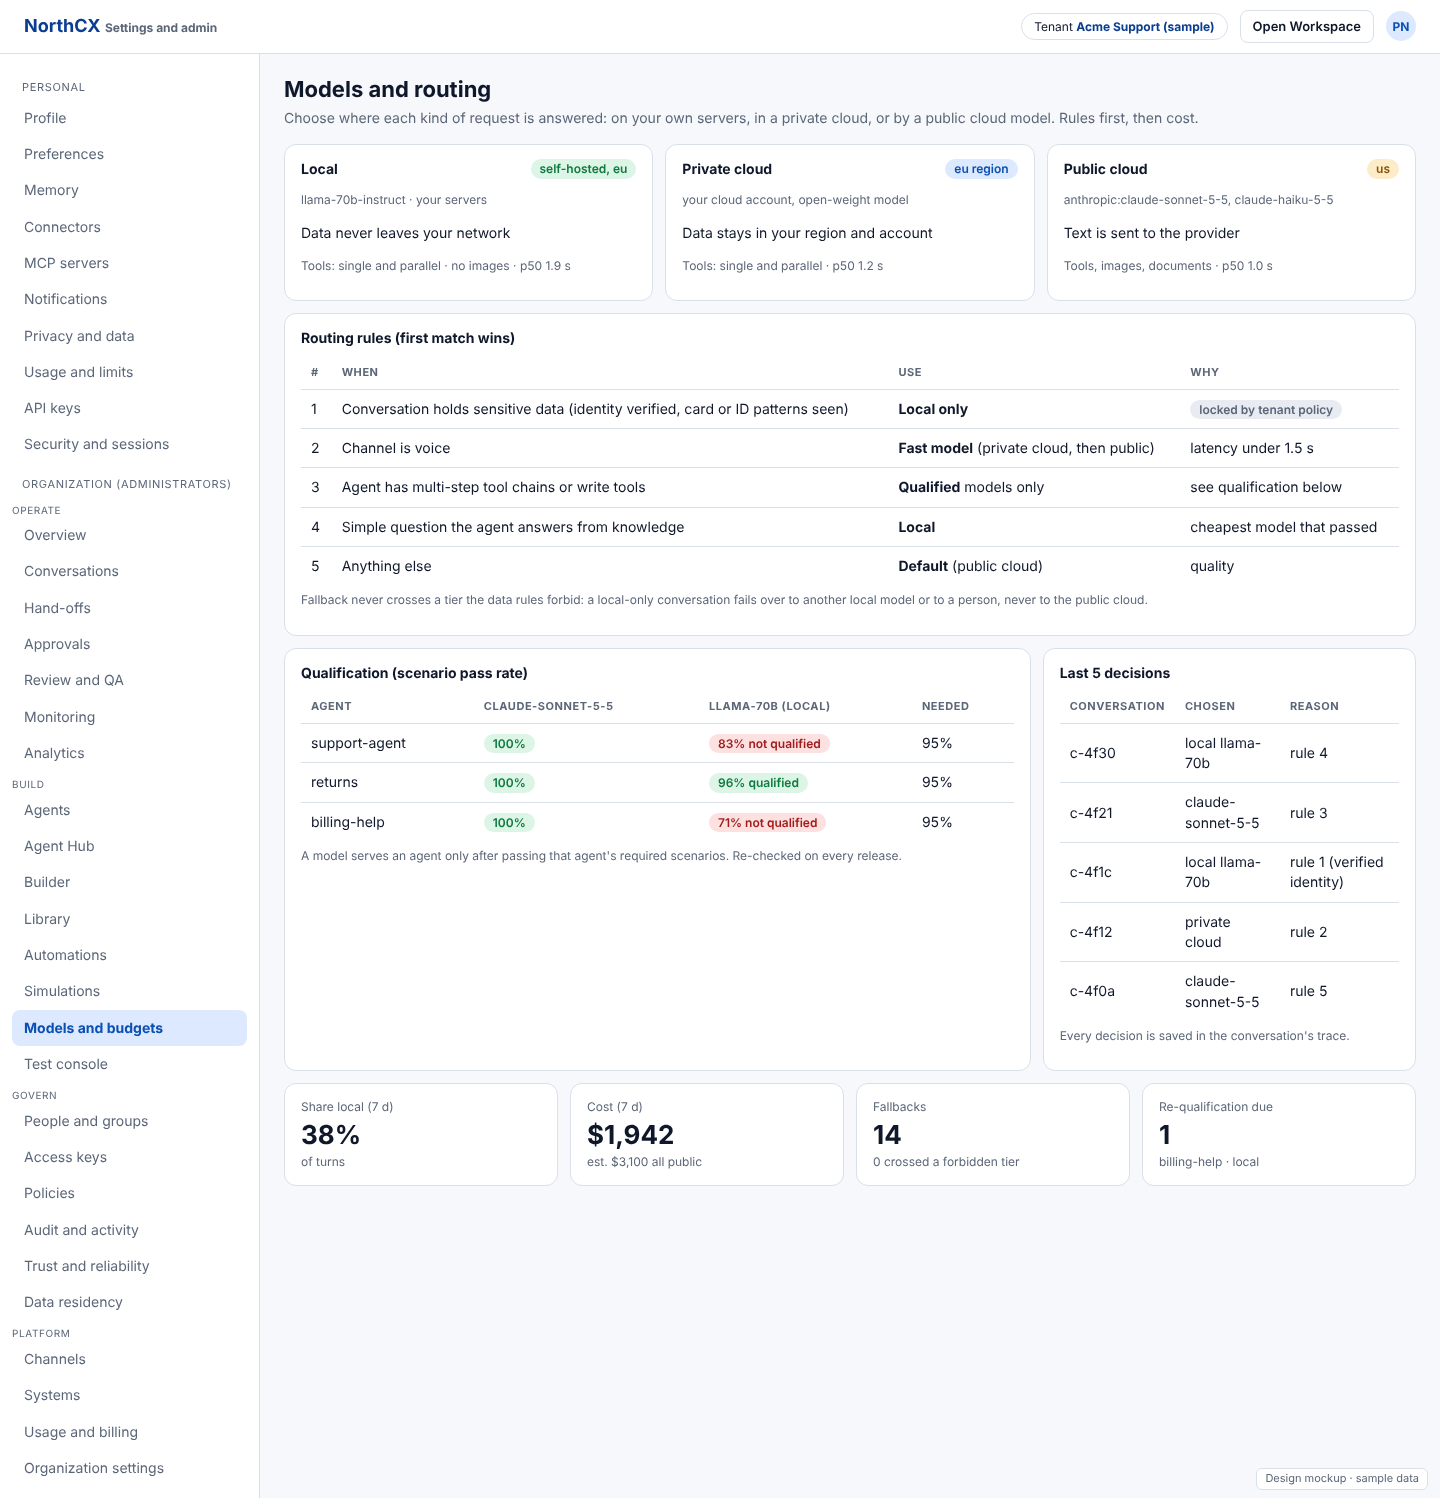 NorthCX Settings and admin
Tenant Acme Support (sample)
Open Workspace
PN
PERSONAL
Profile
Preferences
Memory
Connectors
MCP servers
Notifications
Privacy and data
Usage and limits
API keys
Security and sessions
ORGANIZATION (ADMINISTRATORS)
OPERATE
Overview
Conversations
Hand-offs
Approvals
Review and QA
Monitoring
Analytics
BUILD
Agents
Agent Hub
Builder
Library
Automations
Simulations
Models and budgets
Test console
GOVERN
People and groups
Access keys
Policies
Audit and activity
Trust and reliability
Data residency
PLATFORM
Channels
Systems
Usage and billing
Organization settings
Models and routing
Choose where each kind of request is answered: on your own servers, in a private cloud, or by a public cloud model. Rules first, then cost.
Local self-hosted, eu
llama-70b-instruct · your servers
Data never leaves your network
Tools: single and parallel · no images · p50 1.9 s
Private cloud eu region
your cloud account, open-weight model
Data stays in your region and account
Tools: single and parallel · p50 1.2 s
Public cloud us
anthropic:claude-sonnet-5-5, claude-haiku-5-5
Text is sent to the provider
Tools, images, documents · p50 1.0 s
Routing rules (first match wins)
# WHEN USE WHY
1 Conversation holds sensitive data (identity verified, card or ID patterns seen) Local only locked by tenant policy
2 Channel is voice Fast model (private cloud, then public) latency under 1.5 s
3 Agent has multi-step tool chains or write tools Qualified models only see qualification below
4 Simple question the agent answers from knowledge Local cheapest model that passed
5 Anything else Default (public cloud) quality
Fallback never crosses a tier the data rules forbid: a local-only conversation fails over to another local model or to a person, never to the public cloud.
Qualification (scenario pass rate)
AGENT CLAUDE-SONNET-5-5 LLAMA-70B (LOCAL) NEEDED
support-agent 100% 83% not qualified 95%
returns 100% 96% qualified 95%
billing-help 100% 71% not qualified 95%
A model serves an agent only after passing that agent's required scenarios. Re-checked on every release.
Last 5 decisions
CONVERSATION CHOSEN REASON
c-4f30 local llama-70b rule 4
c-4f21 claude-sonnet-5-5 rule 3
c-4f1c local llama-70b rule 1 (verified identity)
c-4f12 private cloud rule 2
c-4f0a claude-sonnet-5-5 rule 5
Every decision is saved in the conversation's trace.
Share local (7 d)
38%
of turns
Cost (7 d)
$1,942
est. $3,100 all public
Fallbacks
14
0 crossed a forbidden tier
Re-qualification due
1
billing-help · local
Design mockup · sample data